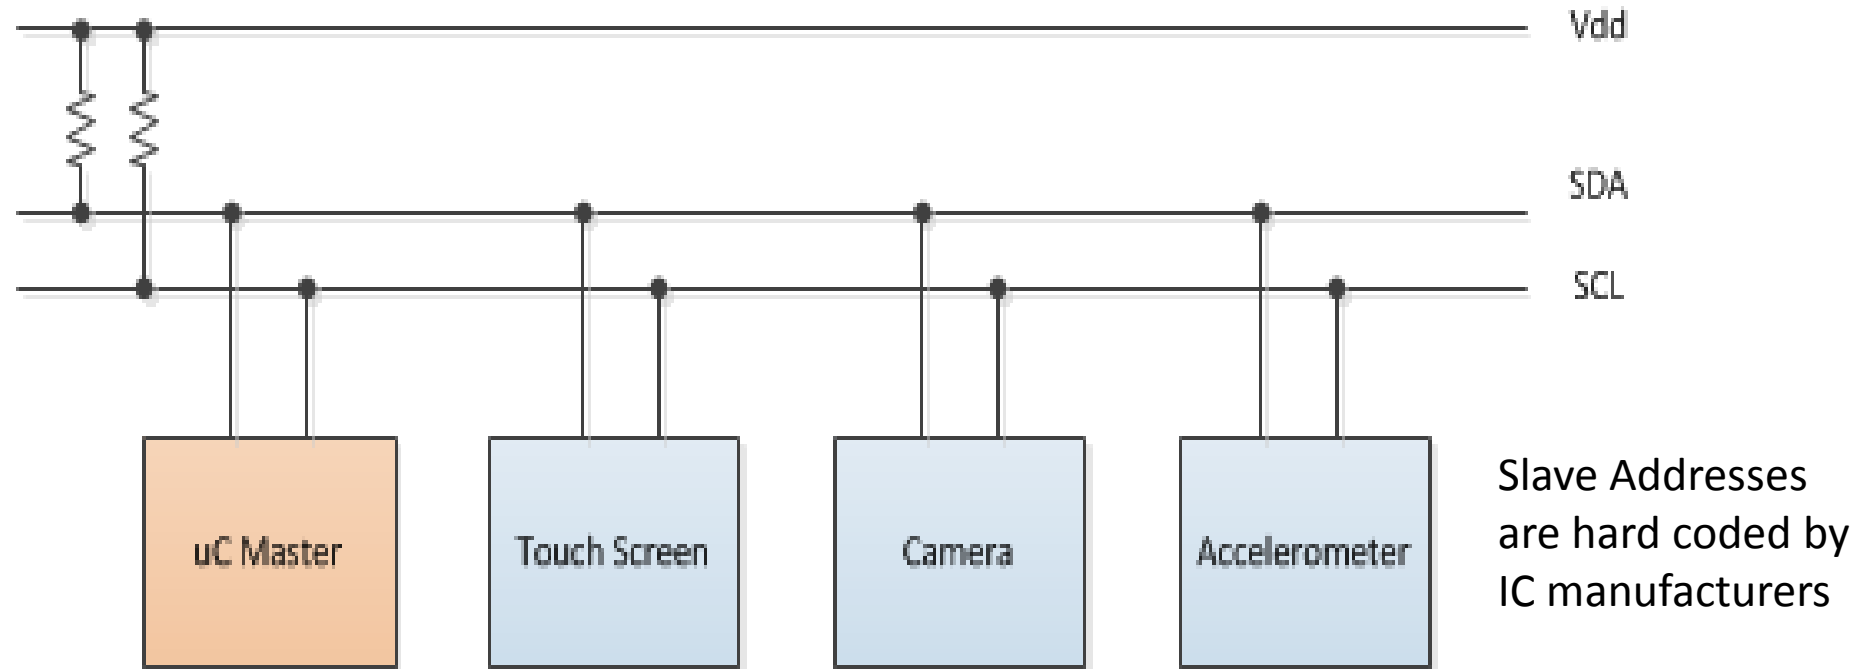 Vdd
SDA
SCL
uC Master
Touch Screen
Camera
Accelerometer
Slave Addresses
are hard coded by
IC manufacturers